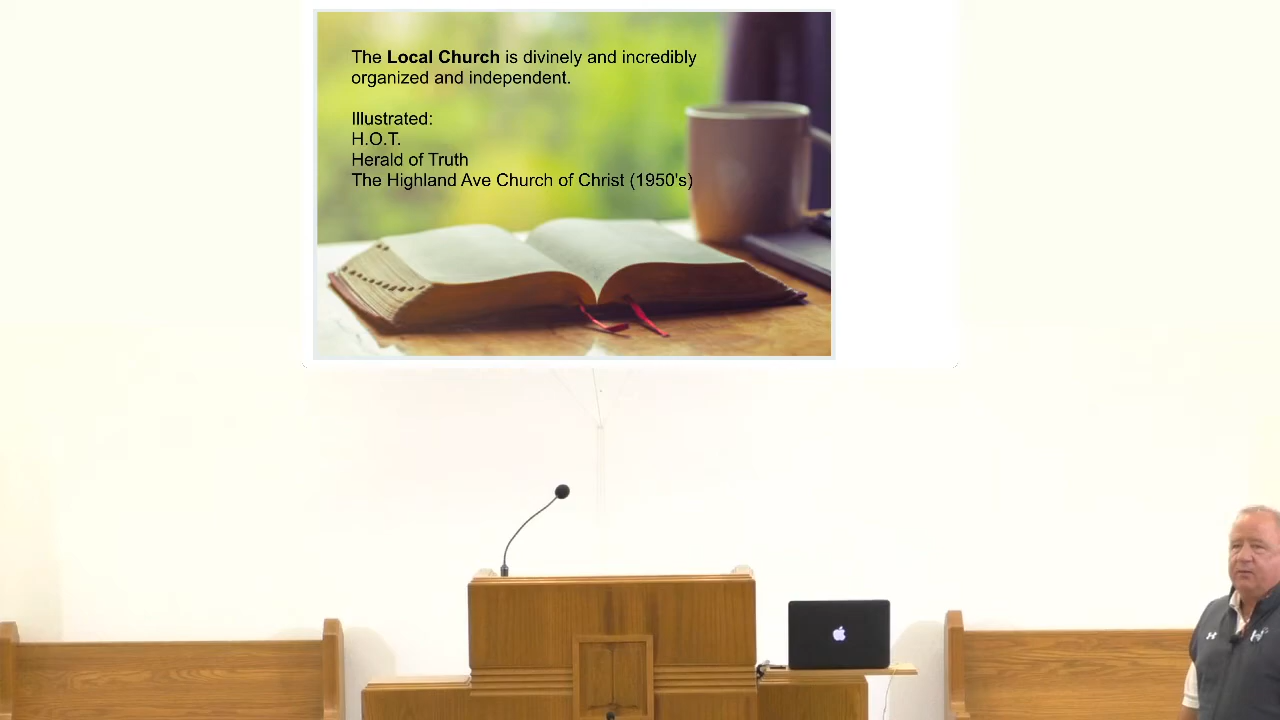 The Local Church is divinely and incredibly
organized and independent.
Illustrated:
H.O.T.
Herald of Truth
The Highland Ave Church of Christ (1950's)